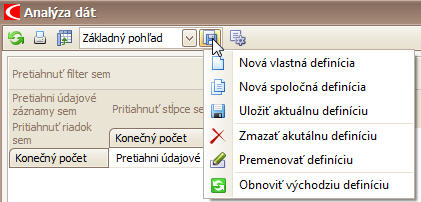 Analýza dát
Základný pohľad
Nová vlastná definícia
Nová spoločná definícia
Uložiť aktuálnu definíciu
Zmazať akutálnu definíciu
Premenovať definíciu
Obnoviť východziu definíciu
Pretiahnuť filter sem
Pretiahni údajové
záznamy sem
Pritiahnuť stĺpce sem
Pritiahnuť riadok
sem
Konečný počet
Konečný počet
Pretiahni údajové